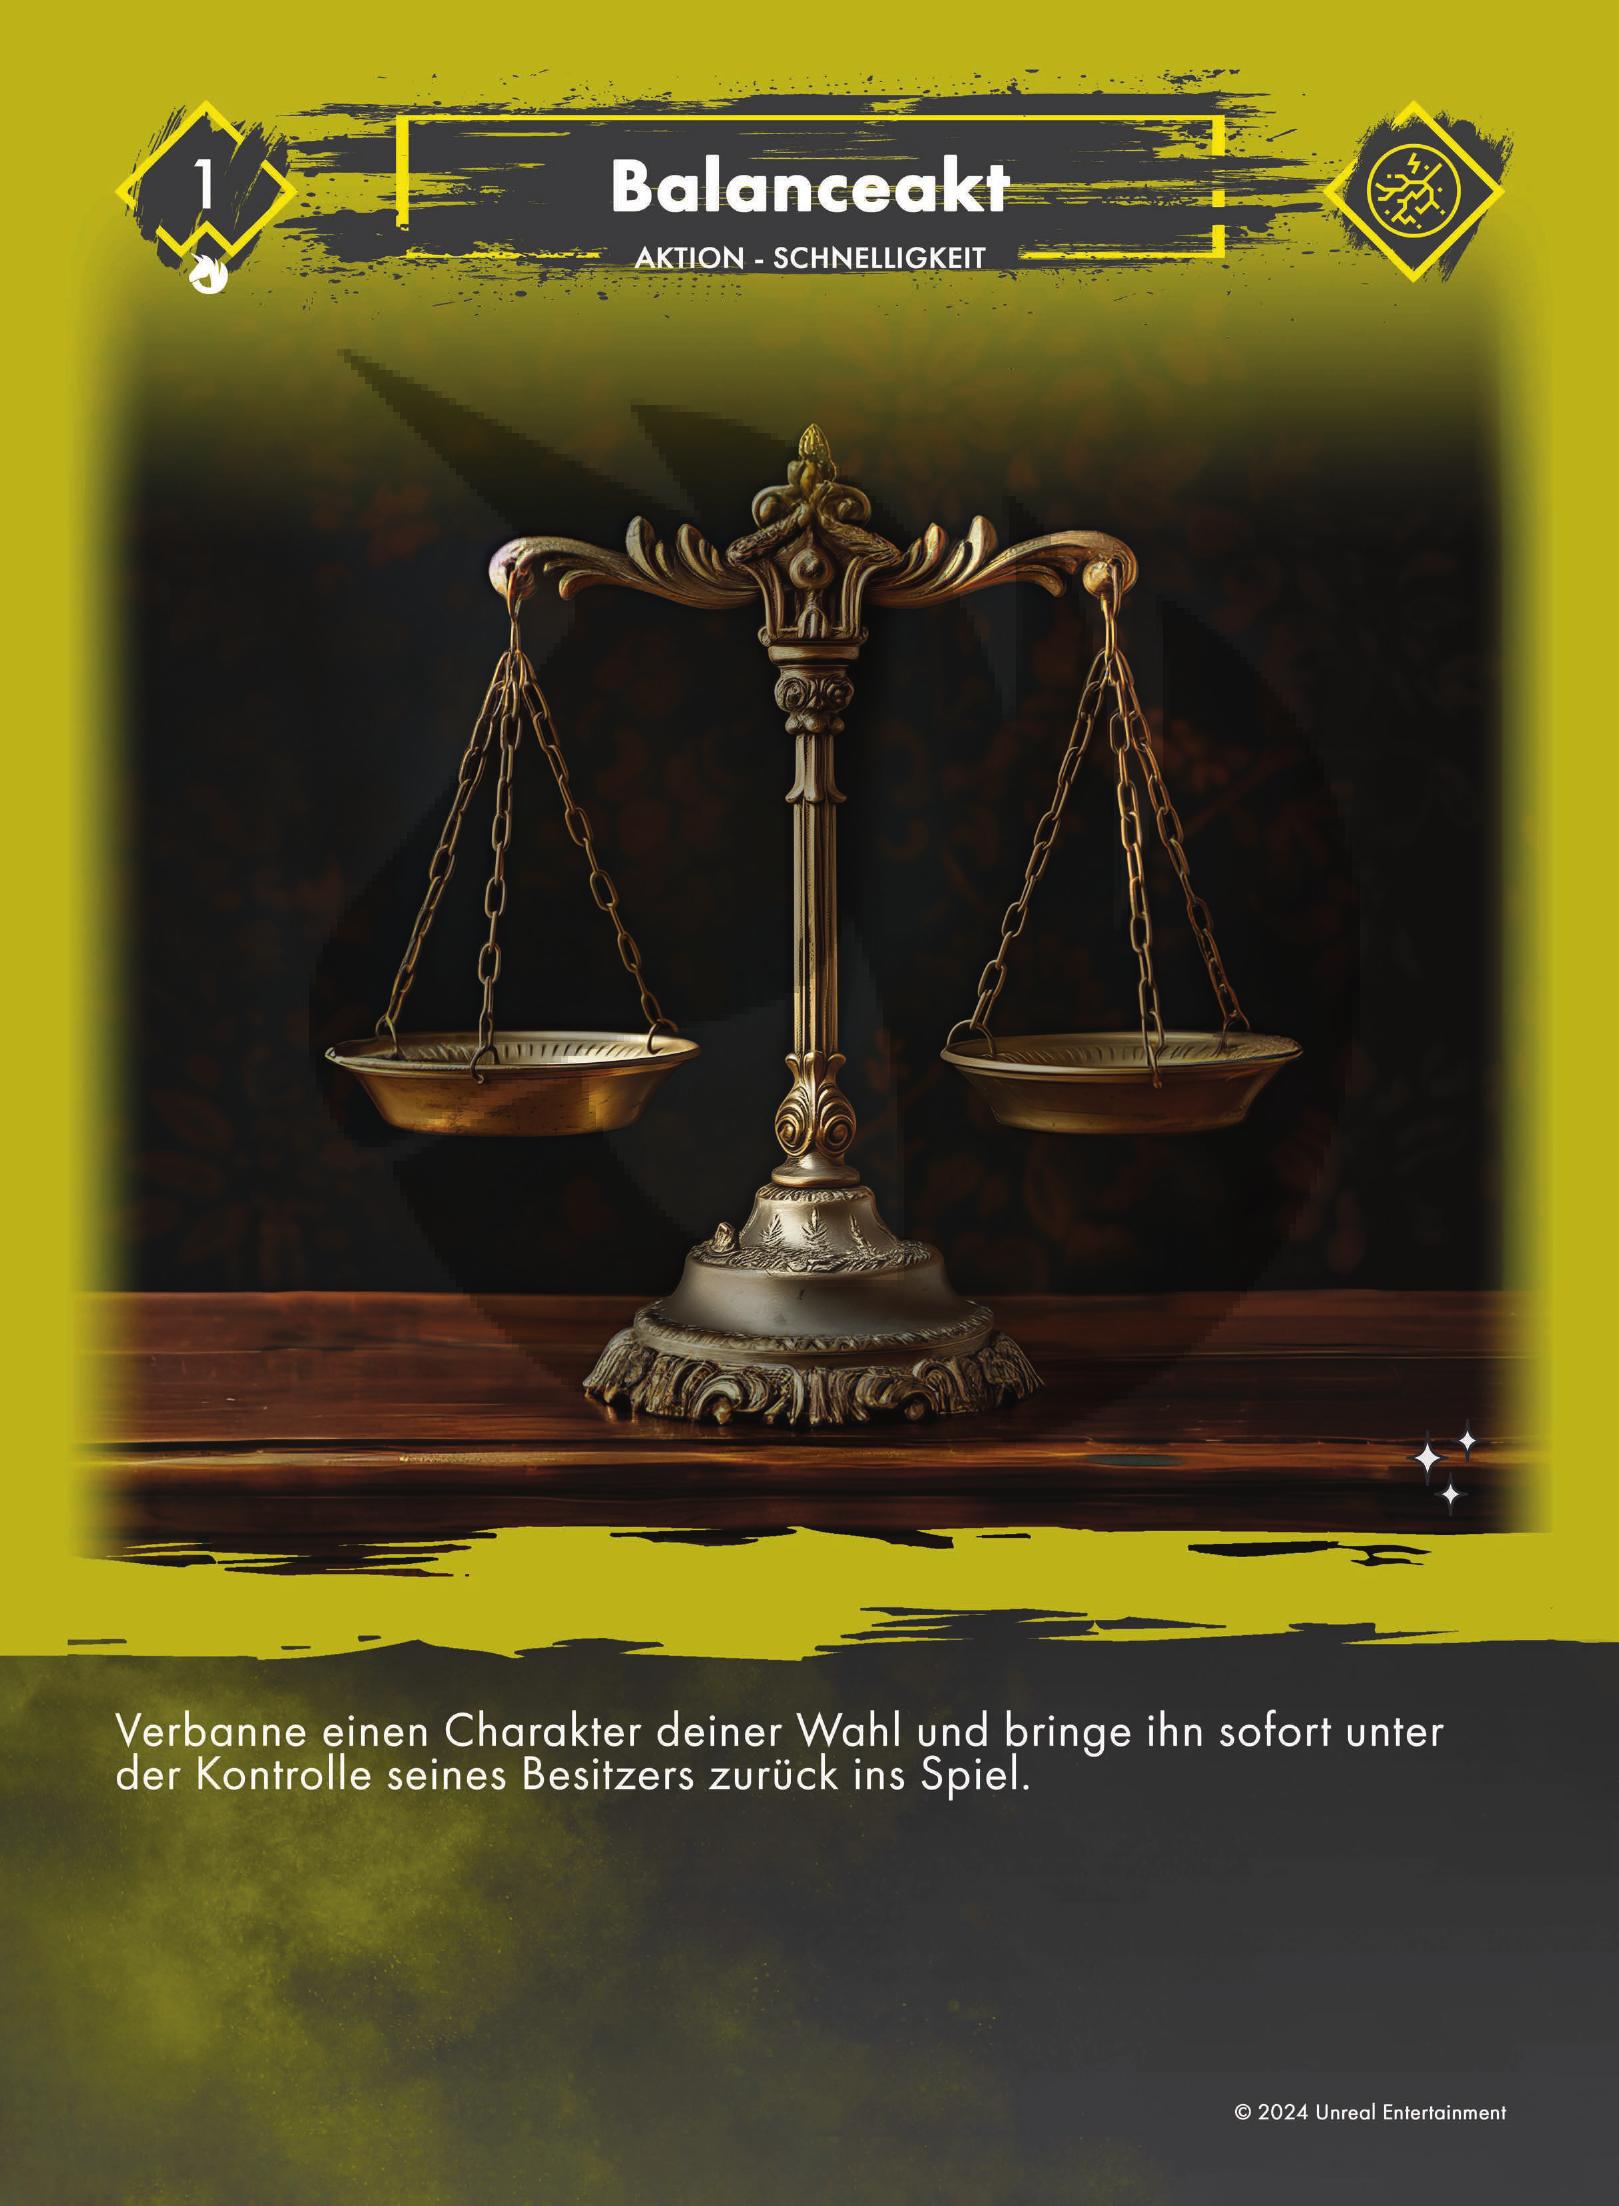 1
Balanceakt
AKTION - SCHNELLIGKEIT
Verbanne einen Charakter deiner Wahl und bringe ihn sofort unter
der Kontrolle seines Besitzers zurück ins Spiel.
© 2024 Unreal Entertainment